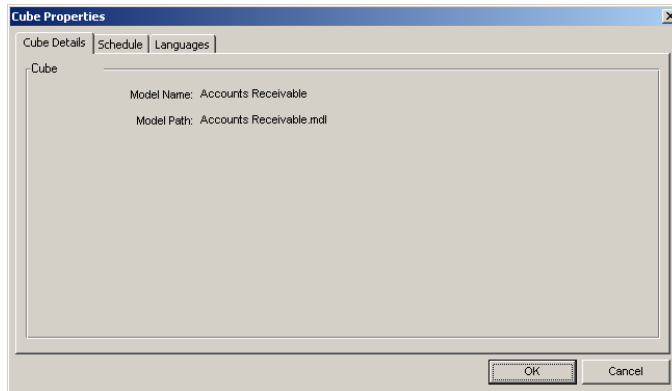 Cube Properties
Cube Details Schedule Languages
Cube
Model Name: Accounts Receivable
Model Path: Accounts Receivable.mdl
OK Cancel